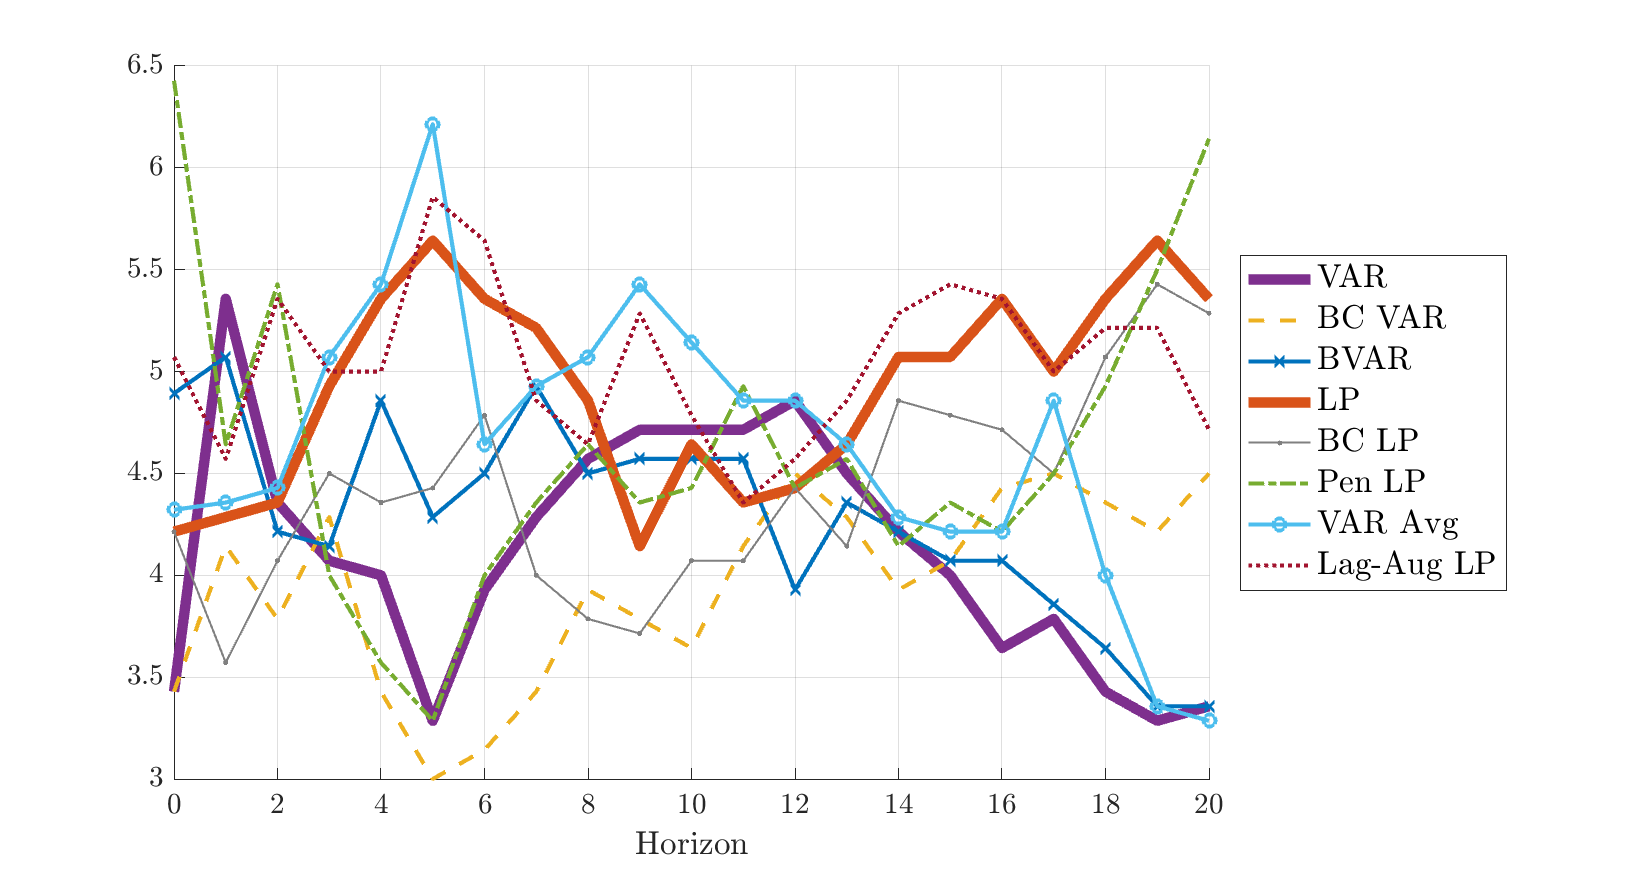 6.5
6
5.5
5
4.5
4
3.5
3
0 2 4 6 8 10 12 14 16 18 20
Horizon
VAR
BC VAR
BVAR
LP
BC LP
Pen LP
VAR Avg
Lag-Aug LP